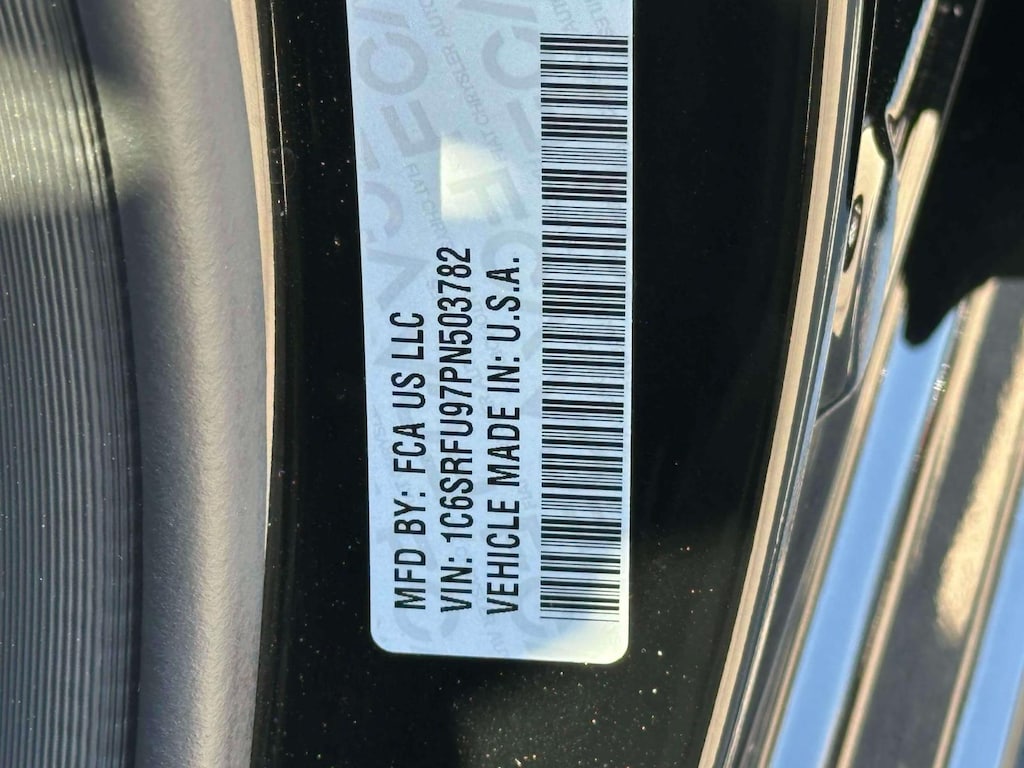 MFD BY: FCA US LLC
VIN: 1C6SRFU97PN503782
VEHICLE MADE IN: U.S.A.